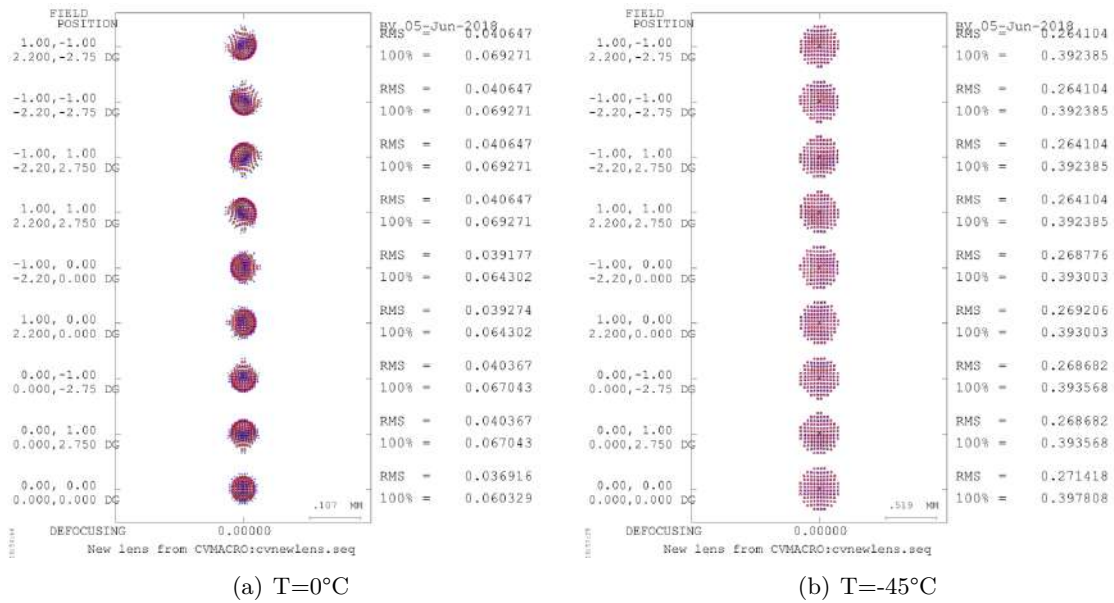 FIELD
POSITION
RV 05-Jun-2018
1.00,-1.00
2.200,-2.75 DG
RMS = 0.040647
100% = 0.069271
-1.00,-1.00
-2.20,-2.75 DG
RMS = 0.040647
100% = 0.069271
-1.00, 1.00
-2.20,2.750 DG
RMS = 0.040647
100% = 0.069271
1.00, 1.00
2.200,2.750 DG
RMS = 0.040647
100% = 0.069271
-1.00, 0.00
-2.20,0.000 DG
RMS = 0.039177
100% = 0.064302
1.00, 0.00
2.200,0.000 DG
RMS = 0.039274
100% = 0.064302
0.00,-1.00
0.000,-2.75 DG
RMS = 0.040367
100% = 0.067043
0.00, 1.00
0.000,2.750 DG
RMS = 0.040367
100% = 0.067043
0.00, 0.00
0.000,0.000 DG
RMS = 0.036916
100% = 0.060329
.107 MM
DEFOCUSING 0.00000
New lens from CVMACRO:cvnewlens.seq
(a) T=0°C
FIELD
POSITION
RV 05-Jun-2018
1.00,-1.00
2.200,-2.75 DG
RMS = 0.264104
100% = 0.392385
-1.00,-1.00
-2.20,-2.75 DG
RMS = 0.264104
100% = 0.392385
-1.00, 1.00
-2.20,2.750 DG
RMS = 0.264104
100% = 0.392385
1.00, 1.00
2.200,2.750 DG
RMS = 0.264104
100% = 0.392385
-1.00, 0.00
-2.20,0.000 DG
RMS = 0.268776
100% = 0.393003
1.00, 0.00
2.200,0.000 DG
RMS = 0.269206
100% = 0.393003
0.00,-1.00
0.000,-2.75 DG
RMS = 0.268682
100% = 0.393568
0.00, 1.00
0.000,2.750 DG
RMS = 0.268682
100% = 0.393568
0.00, 0.00
0.000,0.000 DG
RMS = 0.271418
100% = 0.397808
.519 MM
DEFOCUSING 0.00000
New lens from CVMACRO:cvnewlens.seq
(b) T=-45°C